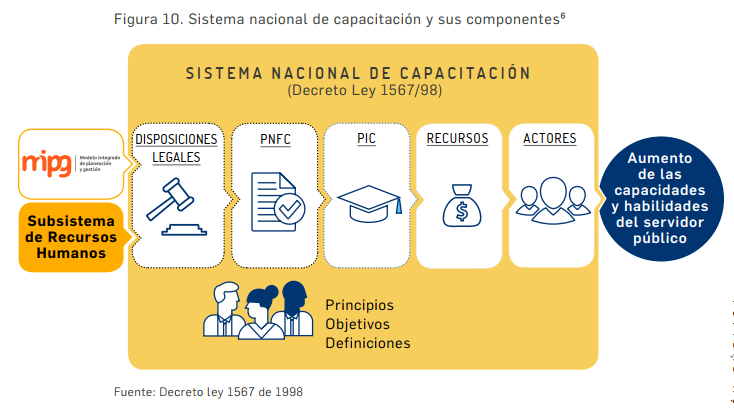 Figura 10. Sistema nacional de capacitación y sus componentes⁶
SISTEMA NACIONAL DE CAPACITACIÓN
(Decreto Ley 1567/98)
mipg
Modelo integrado
de planeación
y gestión
Subsistema
de Recursos
Humanos
DISPOSICIONES
LEGALES
PNFC
PIC
RECURSOS
$
ACTORES
Aumento
de las
capacidades
y habilidades
del servidor
público
Principios
Objetivos
Definiciones
Fuente: Decreto ley 1567 de 1998